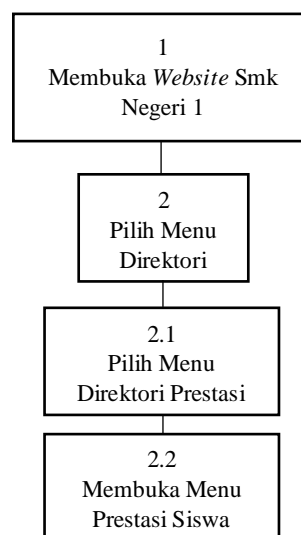 1
Membuka Website Smk
Negeri 1
2
Pilih Menu
Direktori
2.1
Pilih Menu
Direktori Prestasi
2.2
Membuka Menu
Prestasi Siswa